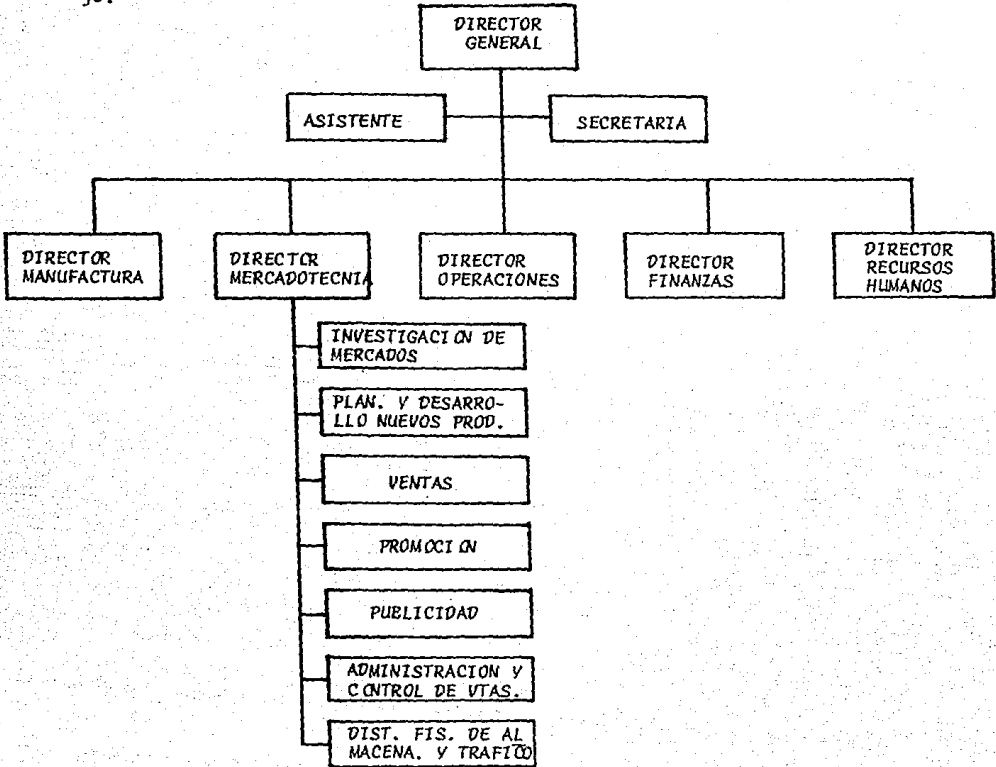 jo.
DIRECTOR
GENERAL
ASISTENTE
SECRETARIA
DIRECTOR
MANUFACTURA
DIRECTOR
MERCADOTECNIA
DIRECTOR
OPERACIONES
DIRECTOR
FINANZAS
DIRECTOR
RECURSOS
HUMANOS
INVESTIGACION DE
MERCADOS
PLAN. Y DESARRO-
LLO NUEVOS PROD.
VENTAS
PROMOCION
PUBLICIDAD
ADMINISTRACION Y
CONTROL DE VTAS.
DIST. FIS. DE AL
MACENA. Y TRAFICO